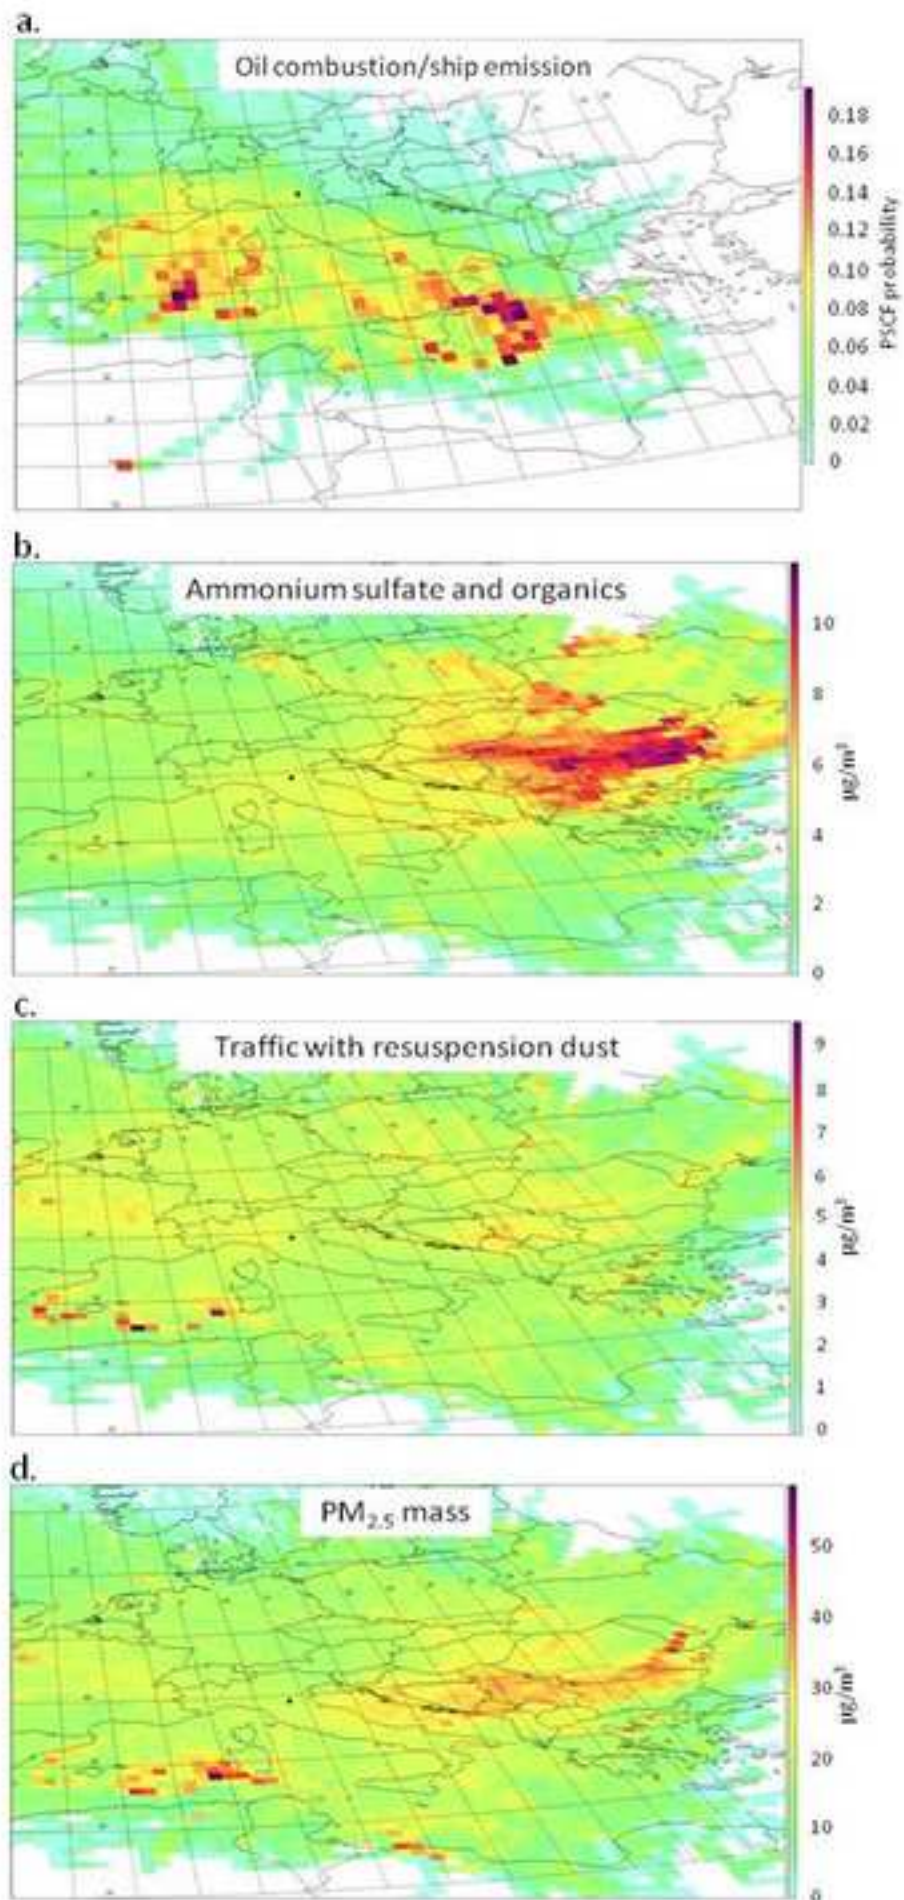 a.
Oil combustion/ship emission
0.18
0.16
0.14
0.12
0.10
0.08
0.06
0.04
0.02
0
PSCF probability
b.
Ammonium sulfate and organics
10
8
6
4
2
0
µg/m³
c.
Traffic with resuspension dust
9
8
7
6
5
4
3
2
1
0
µg/m³
d.
PM₂.₅ mass
50
40
30
20
10
0
µg/m³